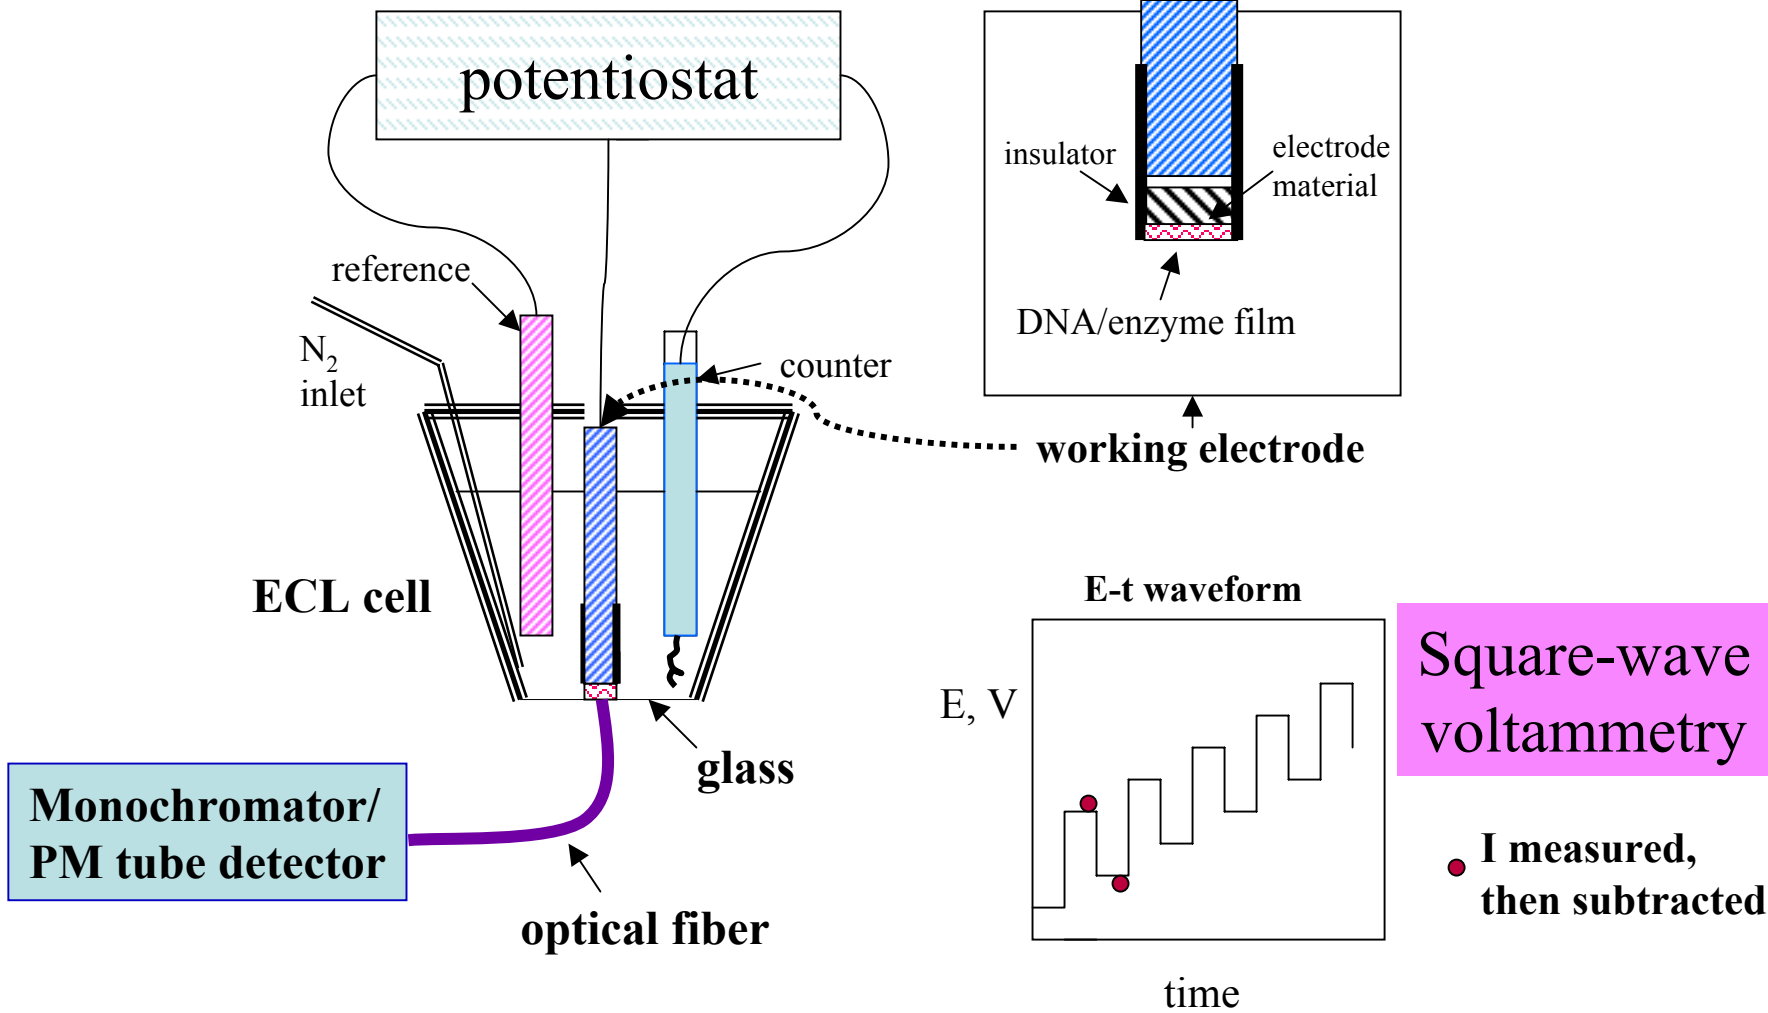 potentiostat
reference
N2
inlet
counter
ECL cell
glass
Monochromator/
PM tube detector
optical fiber
insulator
electrode
material
DNA/enzyme film
working electrode
E-t waveform
E, V
time
Square-wave
voltammetry
I measured,
then subtracted